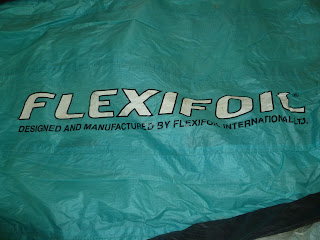 FLEXIFOIL
DESIGNED AND MANUFACTURED BY FLEXIFOIL INTERNATIONAL LTD.